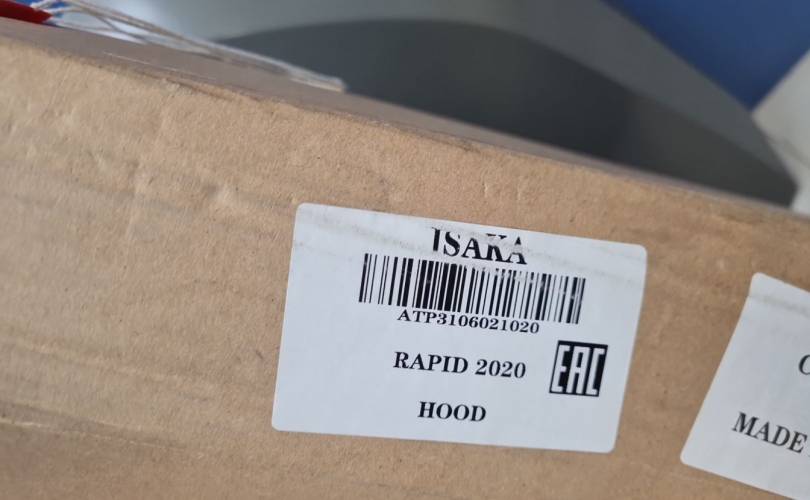 ISAKA
ATP3106021020
RAPID 2020
EAC
HOOD
MADE